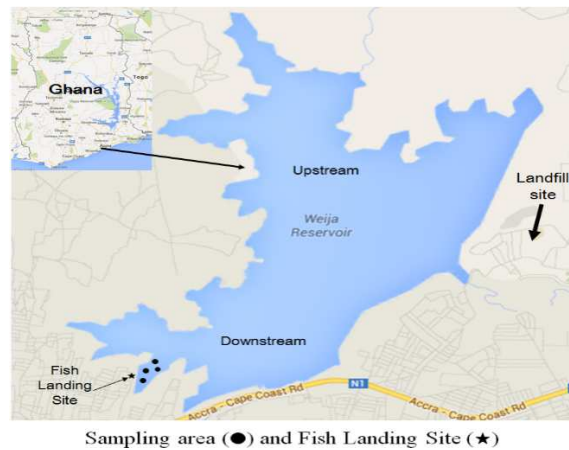 Ghana
Togo
Upstream
Landfill
site
Weija
Reservoir
Downstream
Fish
Landing
Site
N1
Accra - Cape Coast Rd
Accra - Cape Coast Rd
Sampling area (●) and Fish Landing Site (★)